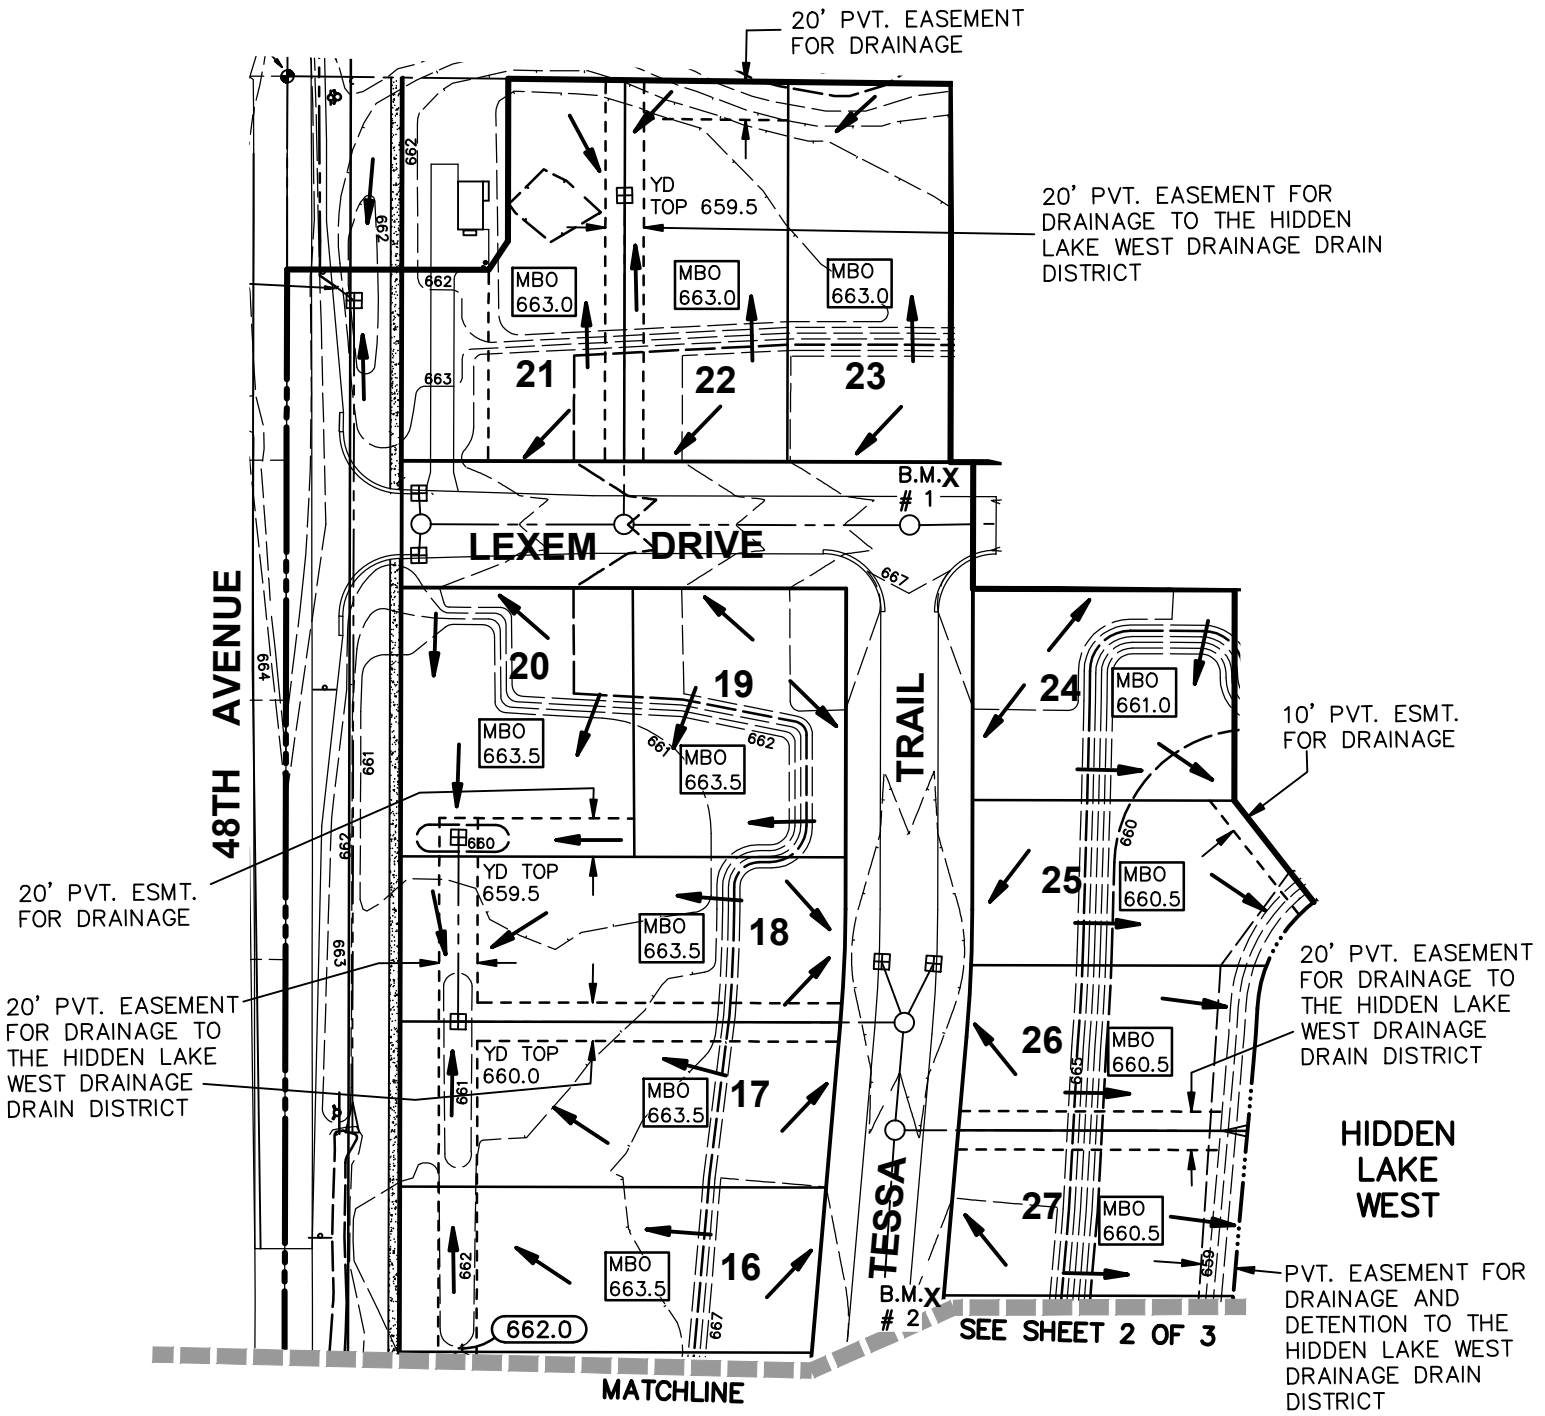 20' PVT. EASEMENT
FOR DRAINAGE
662
662
YD
TOP 659.5
20' PVT. EASEMENT FOR
DRAINAGE TO THE HIDDEN
LAKE WEST DRAINAGE DRAIN
DISTRICT
662
MBO
663.0
MBO
663.0
MBO
663.0
663
21
22
23
B.M.X
# 1
LEXEM DRIVE
667
48TH AVENUE
664
20
19
TRAIL
24
MBO
661.0
10' PVT. ESMT.
FOR DRAINAGE
MBO
663.5
661
662
MBO
663.5
661
662
660
660
20' PVT. ESMT.
FOR DRAINAGE
YD TOP
659.5
25
MBO
660.5
18
MBO
663.5
663
20' PVT. EASEMENT
FOR DRAINAGE TO
THE HIDDEN LAKE
WEST DRAINAGE
DRAIN DISTRICT
20' PVT. EASEMENT
FOR DRAINAGE TO
THE HIDDEN LAKE
WEST DRAINAGE
DRAIN DISTRICT
26
MBO
660.5
665
YD TOP
660.0
661
MBO
663.5
17
HIDDEN
LAKE
WEST
TESSA
27
MBO
660.5
659
662
MBO
663.5
16
667
662.0
B.M.X
# 2
PVT. EASEMENT FOR
DRAINAGE AND
DETENTION TO THE
HIDDEN LAKE WEST
DRAINAGE DRAIN
DISTRICT
SEE SHEET 2 OF 3
MATCHLINE